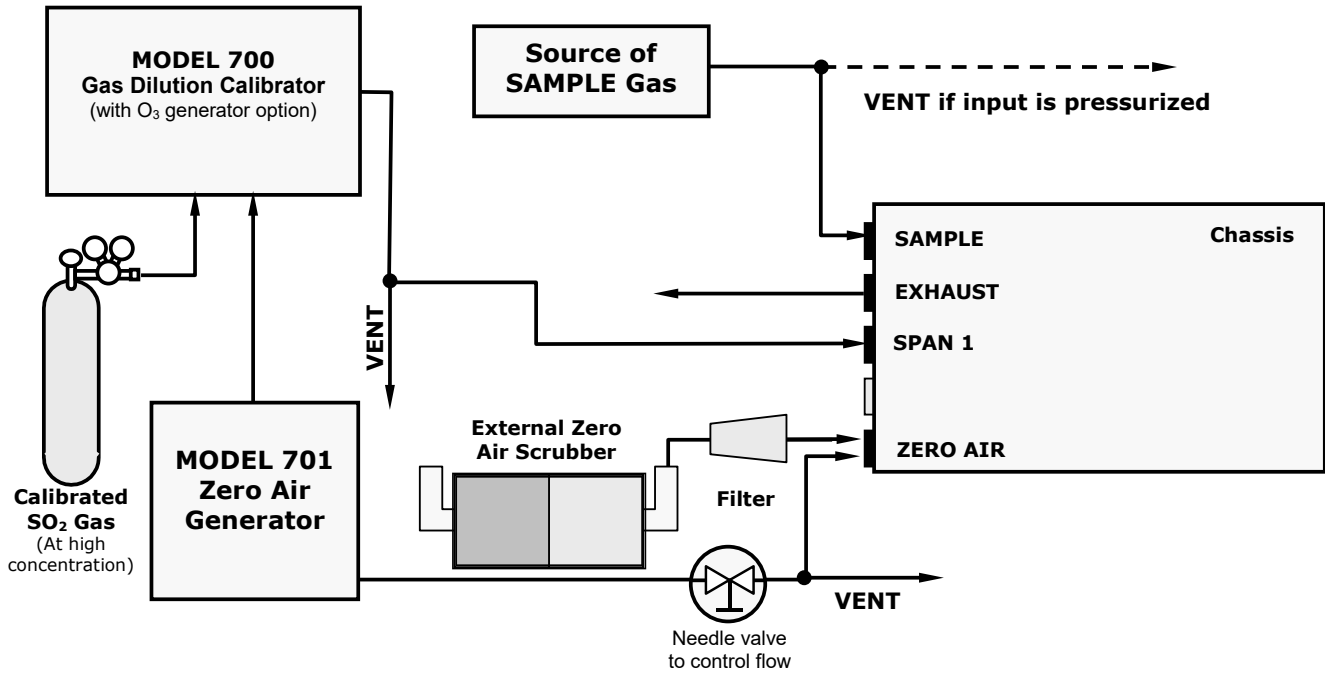 MODEL 700
Gas Dilution Calibrator
(with O₃ generator option)
Source of
SAMPLE Gas
VENT if input is pressurized
Chassis
SAMPLE
EXHAUST
SPAN 1
ZERO AIR
VENT
External Zero
Air Scrubber
Filter
MODEL 701
Zero Air
Generator
Calibrated
SO₂ Gas
(At high
concentration)
VENT
Needle valve
to control flow